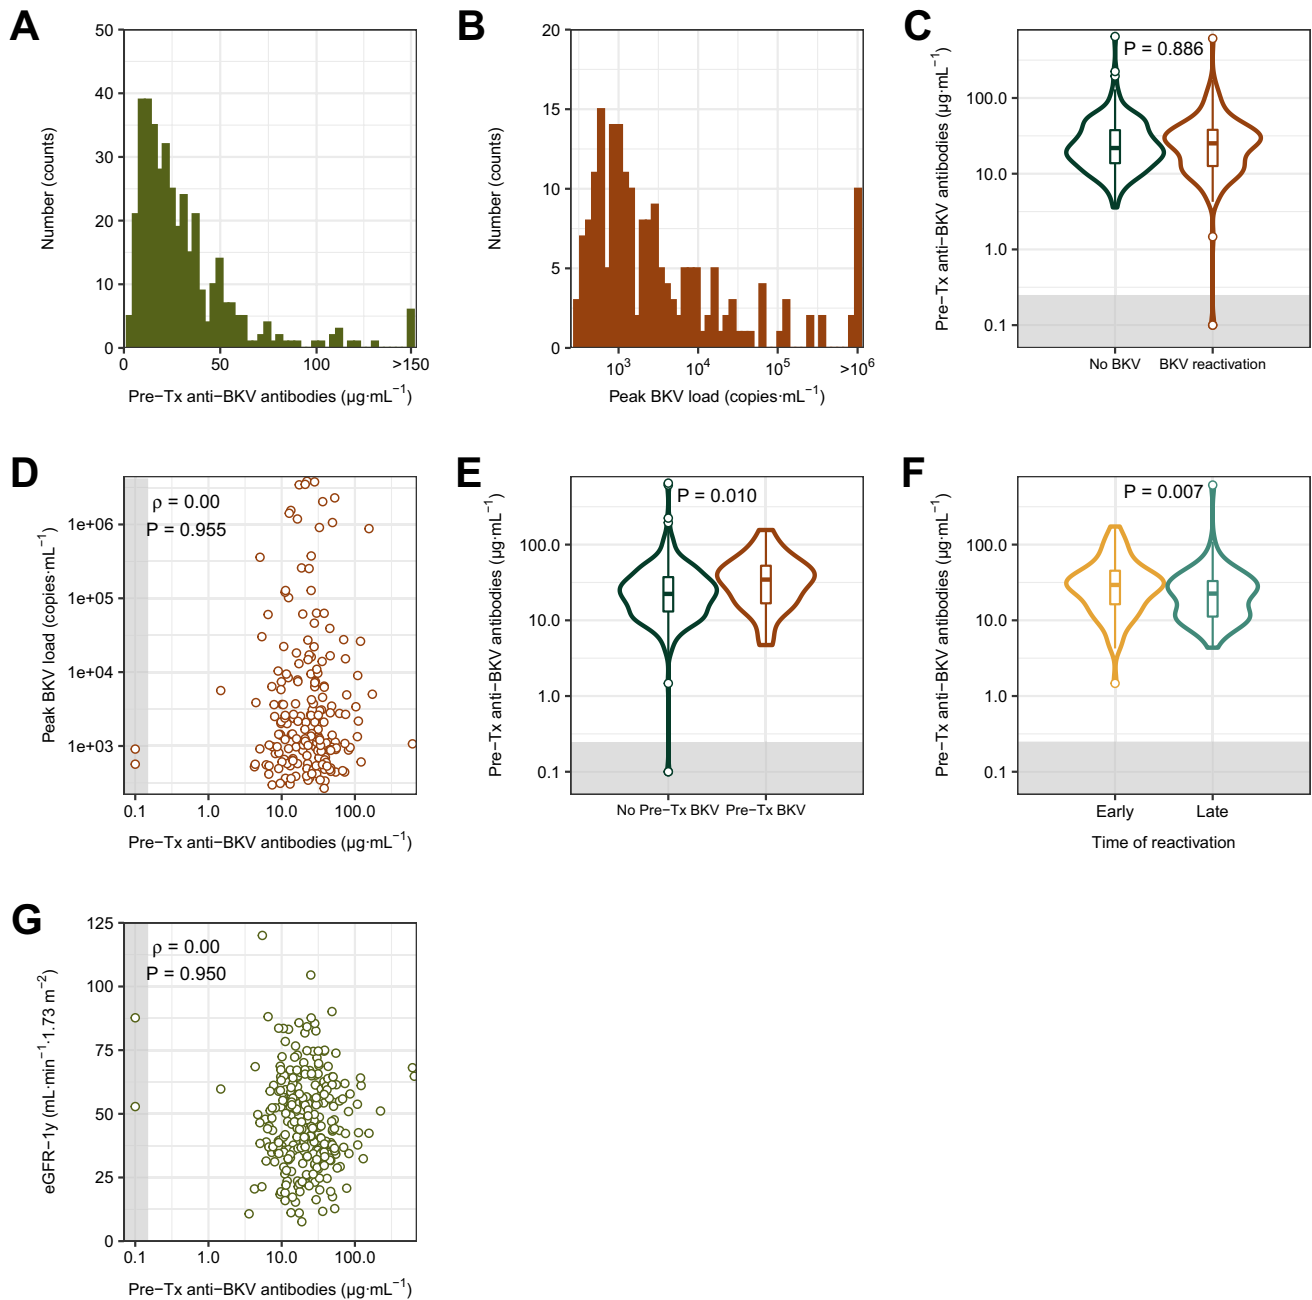 A
50
40
30
20
10
0
Number (counts)
0 50 100 >150
Pre−Tx anti−BKV antibodies (µg·mL⁻¹)
B
20
15
10
5
0
Number (counts)
10³ 10⁴ 10⁵ >10⁶
Peak BKV load (copies·mL⁻¹)
C
P = 0.886
100.0
10.0
1.0
0.1
Pre−Tx anti−BKV antibodies (µg·mL⁻¹)
No BKV BKV reactivation
D
ρ = 0.00
P = 0.955
1e+06
1e+05
1e+04
1e+03
Peak BKV load (copies·mL⁻¹)
0.1 1.0 10.0 100.0
Pre−Tx anti−BKV antibodies (µg·mL⁻¹)
E
P = 0.010
100.0
10.0
1.0
0.1
Pre−Tx anti−BKV antibodies (µg·mL⁻¹)
No Pre−Tx BKV Pre−Tx BKV
F
P = 0.007
100.0
10.0
1.0
0.1
Pre−Tx anti−BKV antibodies (µg·mL⁻¹)
Early Late
Time of reactivation
G
ρ = 0.00
P = 0.950
125
100
75
50
25
0
eGFR−1y (mL·min⁻¹·1.73 m⁻²)
0.1 1.0 10.0 100.0
Pre−Tx anti−BKV antibodies (µg·mL⁻¹)